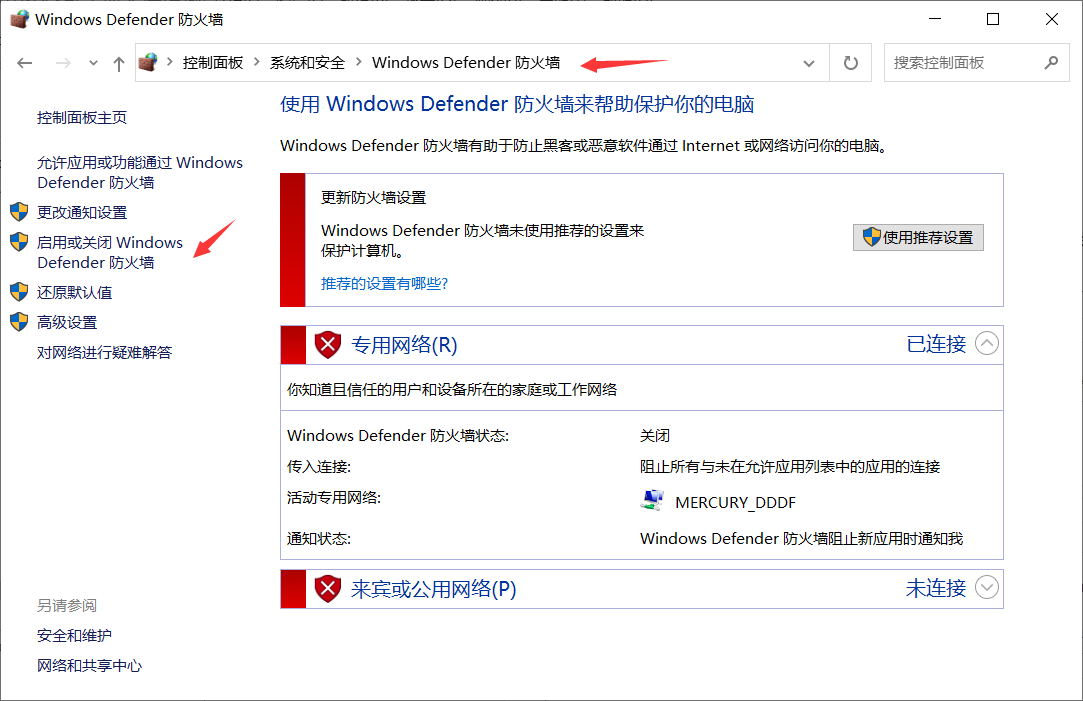 Windows Defender 防火墙
控制面板 系统和安全 Windows Defender 防火墙
搜索控制面板
控制面板主页
允许应用或功能通过 Windows
Defender 防火墙
更改通知设置
启用或关闭 Windows
Defender 防火墙
还原默认值
高级设置
对网络进行疑难解答
另请参阅
安全和维护
网络和共享中心
使用 Windows Defender 防火墙来帮助保护你的电脑
Windows Defender 防火墙有助于防止黑客或恶意软件通过 Internet 或网络访问你的电脑。
更新防火墙设置
Windows Defender 防火墙未使用推荐的设置来
保护计算机。
使用推荐设置
推荐的设置有哪些?
专用网络(R) 已连接
你知道且信任的用户和设备所在的家庭或工作网络
Windows Defender 防火墙状态: 关闭
传入连接: 阻止所有与未在允许应用列表中的应用的连接
活动专用网络: MERCURY_DDDF
通知状态: Windows Defender 防火墙阻止新应用时通知我
来宾或公用网络(P) 未连接